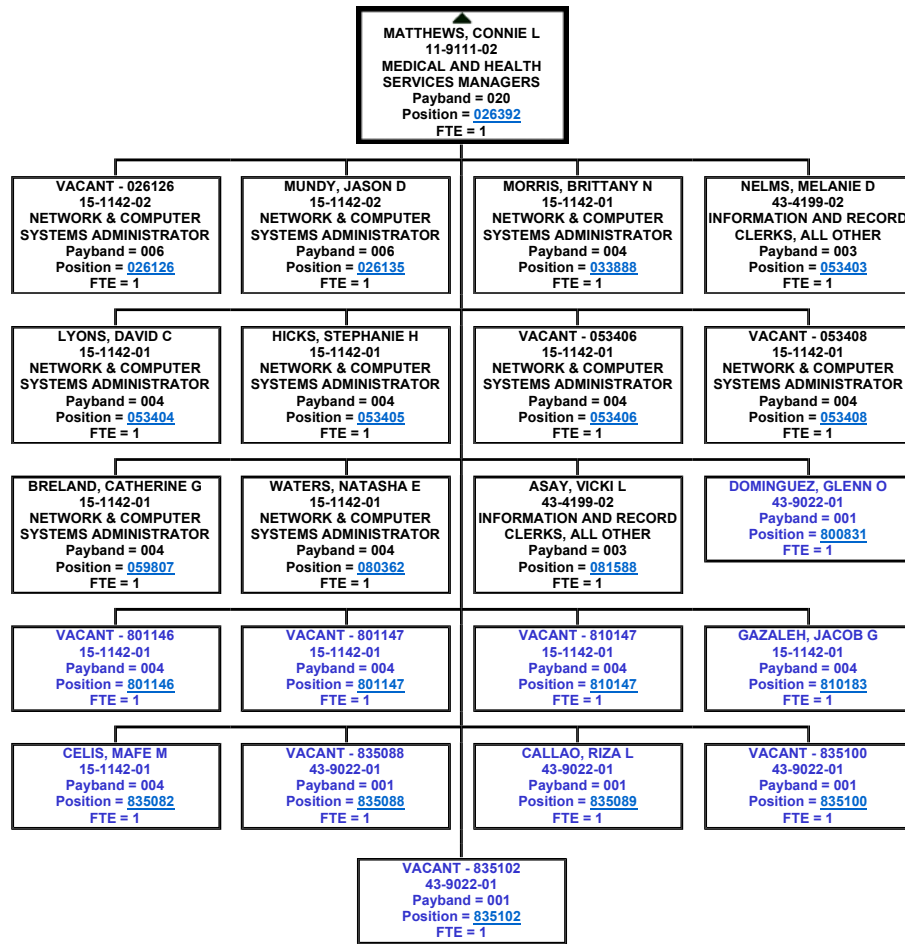 MATTHEWS, CONNIE L
11-9111-02
MEDICAL AND HEALTH
SERVICES MANAGERS
Payband = 020
Position = 026392
FTE = 1
VACANT - 026126
15-1142-02
NETWORK & COMPUTER
SYSTEMS ADMINISTRATOR
Payband = 006
Position = 026126
FTE = 1
MUNDY, JASON D
15-1142-02
NETWORK & COMPUTER
SYSTEMS ADMINISTRATOR
Payband = 006
Position = 026135
FTE = 1
MORRIS, BRITTANY N
15-1142-01
NETWORK & COMPUTER
SYSTEMS ADMINISTRATOR
Payband = 004
Position = 033888
FTE = 1
NELMS, MELANIE D
43-4199-02
INFORMATION AND RECORD
CLERKS, ALL OTHER
Payband = 003
Position = 053403
FTE = 1
LYONS, DAVID C
15-1142-01
NETWORK & COMPUTER
SYSTEMS ADMINISTRATOR
Payband = 004
Position = 053404
FTE = 1
HICKS, STEPHANIE H
15-1142-01
NETWORK & COMPUTER
SYSTEMS ADMINISTRATOR
Payband = 004
Position = 053405
FTE = 1
VACANT - 053406
15-1142-01
NETWORK & COMPUTER
SYSTEMS ADMINISTRATOR
Payband = 004
Position = 053406
FTE = 1
VACANT - 053408
15-1142-01
NETWORK & COMPUTER
SYSTEMS ADMINISTRATOR
Payband = 004
Position = 053408
FTE = 1
BRELAND, CATHERINE G
15-1142-01
NETWORK & COMPUTER
SYSTEMS ADMINISTRATOR
Payband = 004
Position = 059807
FTE = 1
WATERS, NATASHA E
15-1142-01
NETWORK & COMPUTER
SYSTEMS ADMINISTRATOR
Payband = 004
Position = 080362
FTE = 1
ASAY, VICKI L
43-4199-02
INFORMATION AND RECORD
CLERKS, ALL OTHER
Payband = 003
Position = 081588
FTE = 1
DOMINGUEZ, GLENN O
43-9022-01
Payband = 001
Position = 800831
FTE = 1
VACANT - 801146
15-1142-01
Payband = 004
Position = 801146
FTE = 1
VACANT - 801147
15-1142-01
Payband = 004
Position = 801147
FTE = 1
VACANT - 810147
15-1142-01
Payband = 004
Position = 810147
FTE = 1
GAZALEH, JACOB G
15-1142-01
Payband = 004
Position = 810183
FTE = 1
CELIS, MAFE M
15-1142-01
Payband = 004
Position = 835082
FTE = 1
VACANT - 835088
43-9022-01
Payband = 001
Position = 835088
FTE = 1
CALLAO, RIZA L
43-9022-01
Payband = 001
Position = 835089
FTE = 1
VACANT - 835100
43-9022-01
Payband = 001
Position = 835100
FTE = 1
VACANT - 835102
43-9022-01
Payband = 001
Position = 835102
FTE = 1